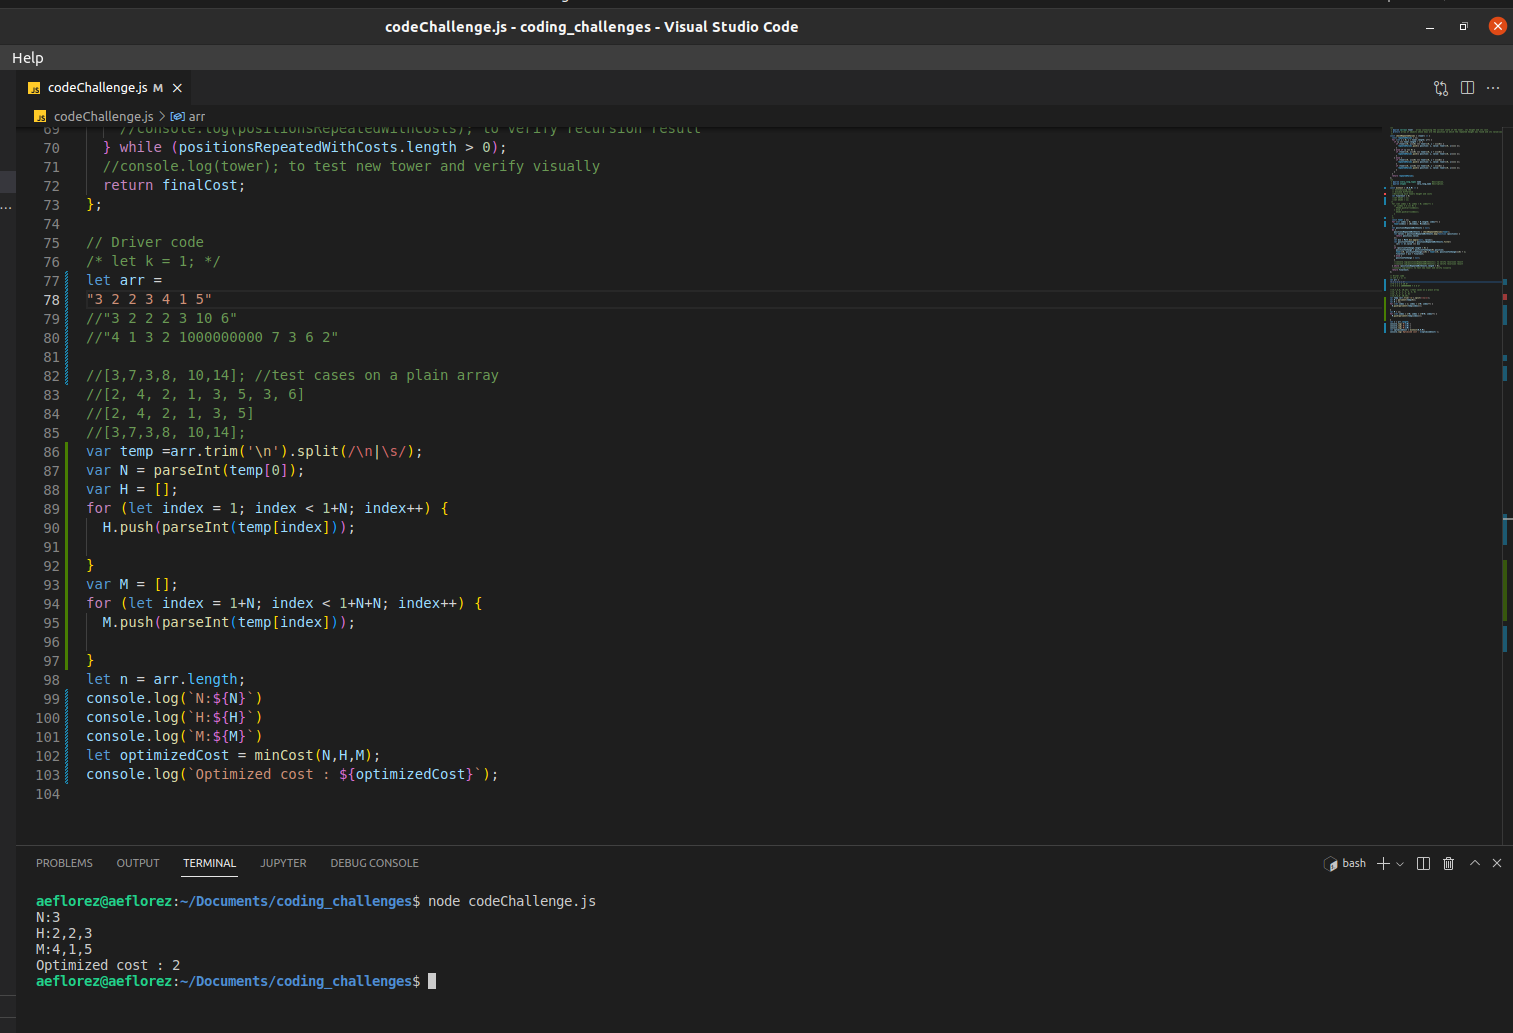 codeChallenge.js - coding_challenges - Visual Studio Code
Help
codeChallenge.js M
codeChallenge.js > arr
69 //console.log(positionsRepeatedWithCosts); to verify recursion result
70 } while (positionsRepeatedWithCosts.length > 0);
71 //console.log(tower); to test new tower and verify visually
72 return finalCost;
73 };
74
75 // Driver code
76 /* let k = 1; */
77 let arr =
78 "3 2 2 3 4 1 5"
79 //"3 2 2 2 3 10 6"
80 //"4 1 3 2 1000000000 7 3 6 2"
81
82 //[3,7,3,8, 10,14]; //test cases on a plain array
83 //[2, 4, 2, 1, 3, 5, 3, 6]
84 //[2, 4, 2, 1, 3, 5]
85 //[3,7,3,8, 10,14];
86 var temp =arr.trim('\n').split(/\n|\s/);
87 var N = parseInt(temp[0]);
88 var H = [];
89 for (let index = 1; index < 1+N; index++) {
90 H.push(parseInt(temp[index]));
91
92 }
93 var M = [];
94 for (let index = 1+N; index < 1+N+N; index++) {
95 M.push(parseInt(temp[index]));
96
97 }
98 let n = arr.length;
99 console.log(`N:${N}`)
100 console.log(`H:${H}`)
101 console.log(`M:${M}`)
102 let optimizedCost = minCost(N,H,M);
103 console.log(`Optimized cost : ${optimizedCost}`);
104
PROBLEMS OUTPUT TERMINAL JUPYTER DEBUG CONSOLE bash
aeflorez@aeflorez:~/Documents/coding_challenges$ node codeChallenge.js
N:3
H:2,2,3
M:4,1,5
Optimized cost : 2
aeflorez@aeflorez:~/Documents/coding_challenges$